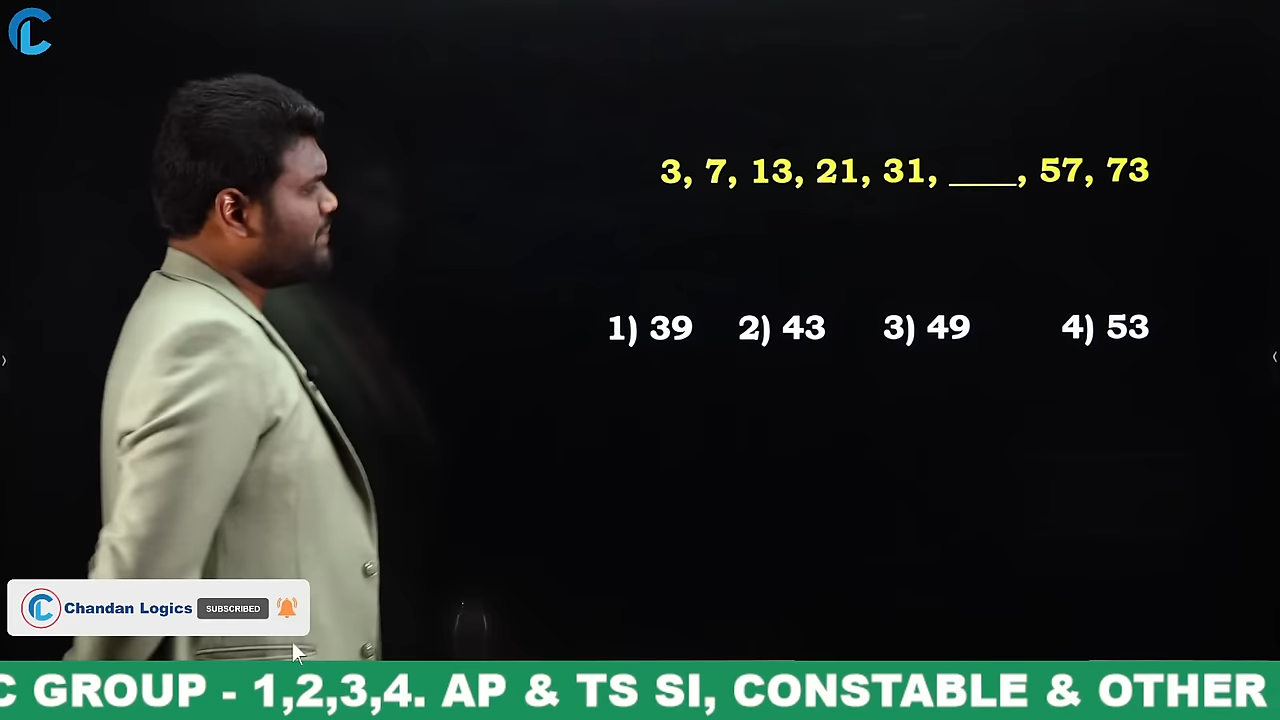 3, 7, 13, 21, 31, ____, 57, 73
1) 39 2) 43 3) 49 4) 53
Chandan Logics SUBSCRIBED
C GROUP - 1,2,3,4. AP & TS SI, CONSTABLE & OTHER